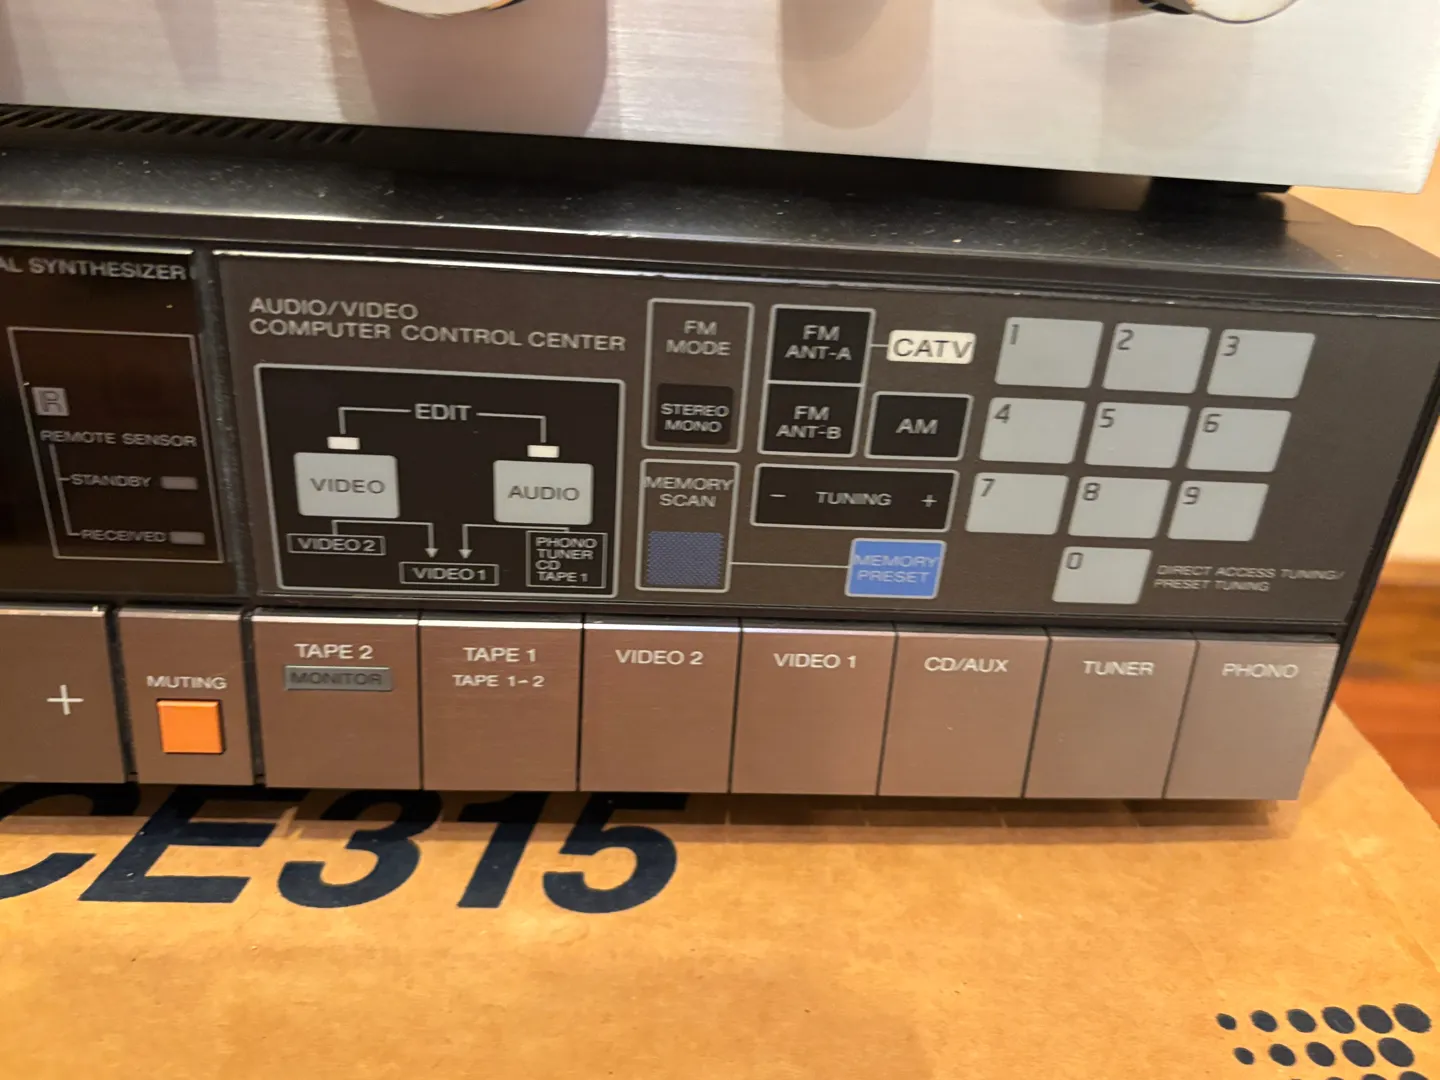 AL SYNTHESIZER
R
REMOTE SENSOR
STANDBY
RECEIVED
AUDIO/VIDEO
COMPUTER CONTROL CENTER
EDIT
VIDEO
AUDIO
VIDEO 2
VIDEO 1
PHONO
TUNER
CD
TAPE 1
FM
MODE
STEREO
MONO
MEMORY
SCAN
FM
ANT-A
CATV
FM
ANT-B
AM
- TUNING +
MEMORY
PRESET
1
2
3
4
5
6
7
8
9
0
DIRECT ACCESS TUNING/
PRESET TUNING
+
MUTING
TAPE 2
MONITOR
TAPE 1
TAPE 1-2
VIDEO 2
VIDEO 1
CD/AUX
TUNER
PHONO
CE315